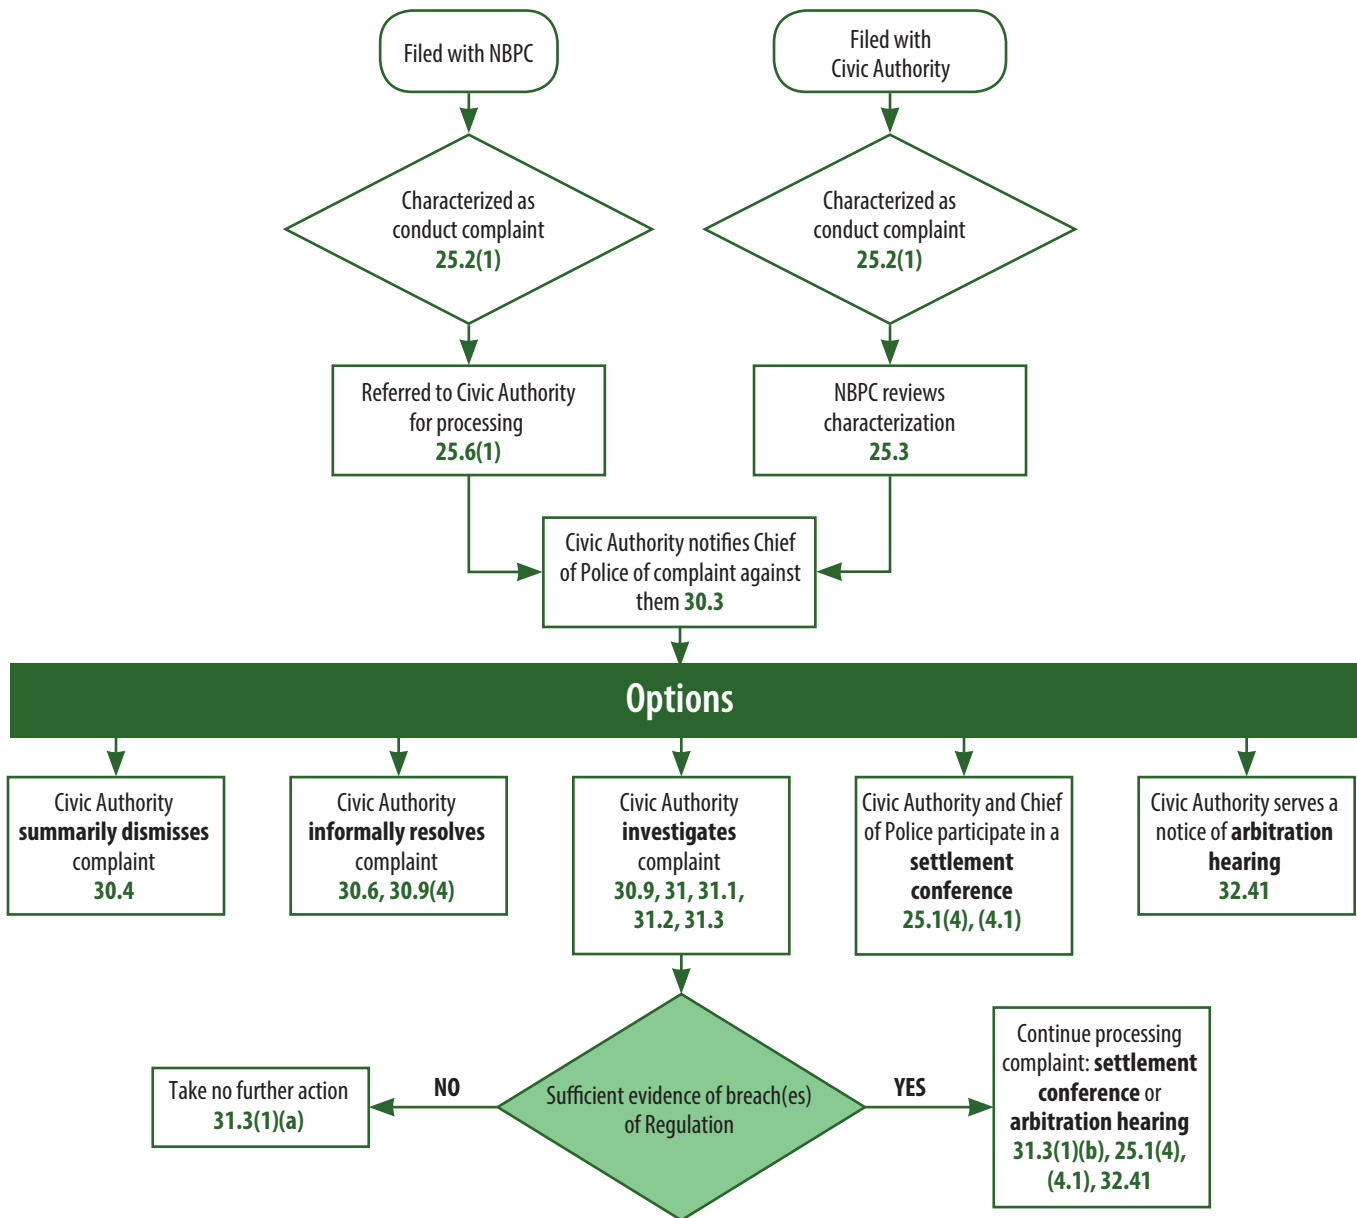 Filed with NBPC
Filed with
Civic Authority
Characterized as
conduct complaint
25.2(1)
Characterized as
conduct complaint
25.2(1)
Referred to Civic Authority
for processing
25.6(1)
NBPC reviews
characterization
25.3
Civic Authority notifies Chief
of Police of complaint against
them 30.3
Options
Civic Authority
summarily dismisses
complaint
30.4
Civic Authority
informally resolves
complaint
30.6, 30.9(4)
Civic Authority
investigates
complaint
30.9, 31, 31.1,
31.2, 31.3
Civic Authority and Chief
of Police participate in a
settlement
conference
25.1(4), (4.1)
Civic Authority serves a
notice of arbitration
hearing
32.41
Take no further action
31.3(1)(a)
NO
Sufficient evidence of breach(es)
of Regulation
YES
Continue processing
complaint: settlement
conference or
arbitration hearing
31.3(1)(b), 25.1(4),
(4.1), 32.41